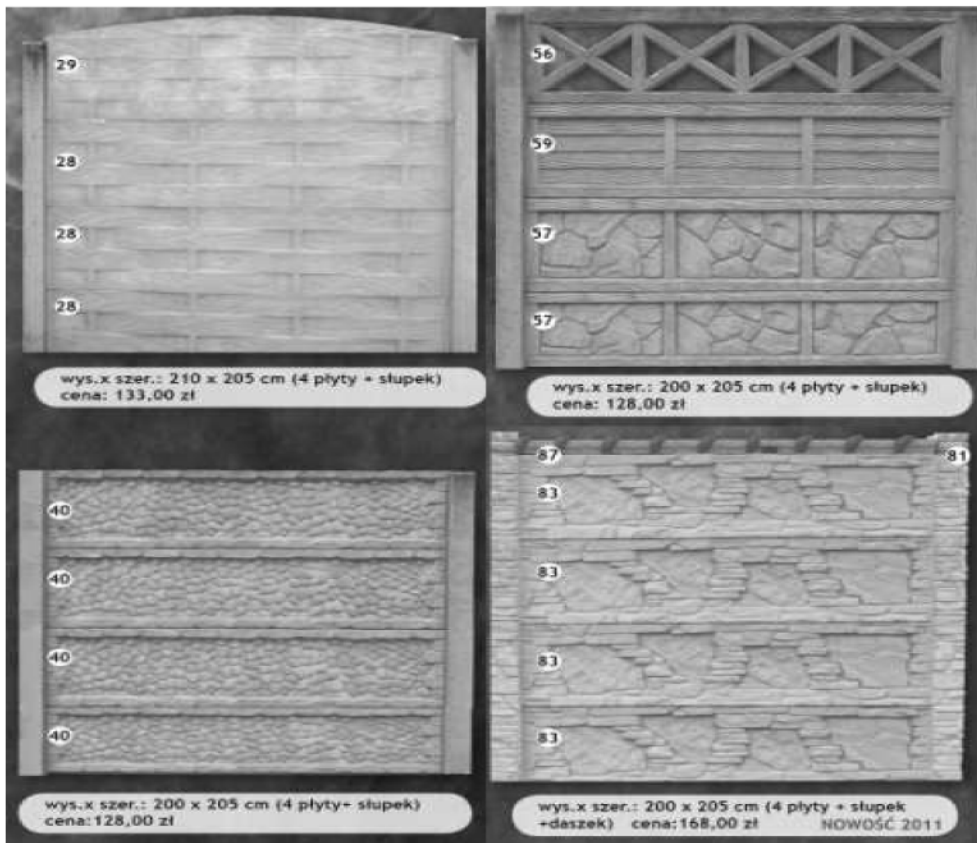 29
28
28
28
wys.x szer.: 210 x 205 cm (4 płyty + słupek)
cena: 133,00 zł
56
59
57
57
wys.x szer.: 200 x 205 cm (4 płyty + słupek)
cena: 128,00 zł
40
40
40
40
wys.x szer.: 200 x 205 cm (4 płyty+ słupek)
cena:128,00 zł
87
81
83
83
83
83
wys.x szer.: 200 x 205 cm (4 płyty + słupek
+daszek) cena:168,00 zł NOWOŚĆ 2011